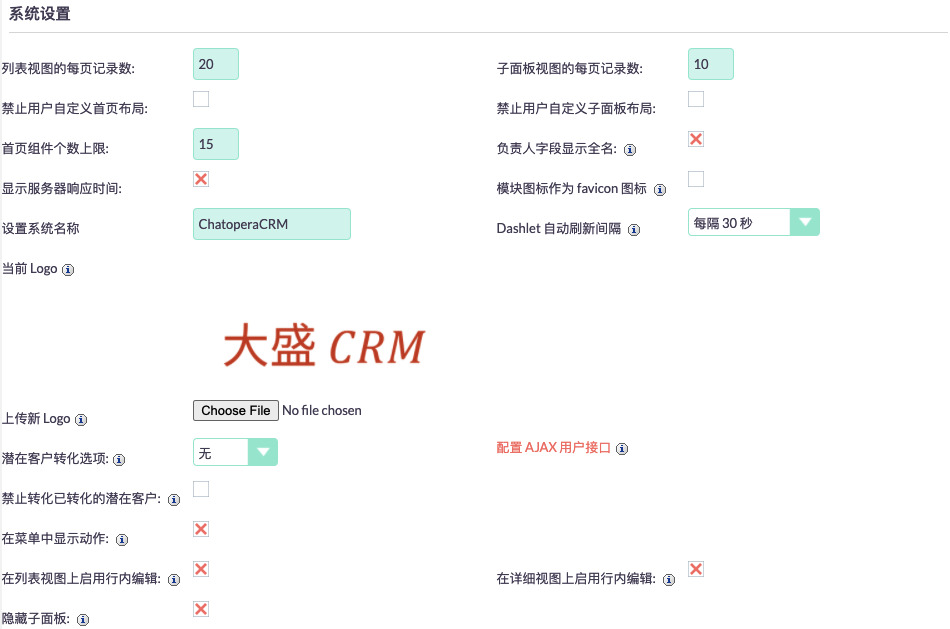 系统设置
列表视图的每页记录数: 20 子面板视图的每页记录数: 10
禁止用户自定义首页布局: 禁止用户自定义子面板布局:
首页组件个数上限: 15 负责人字段显示全名:
显示服务器响应时间: 模块图标作为 favicon 图标
设置系统名称 ChatoperaCRM Dashlet 自动刷新间隔 每隔 30 秒
当前 Logo
大盛 CRM
上传新 Logo Choose File No file chosen
潜在客户转化选项: 无 配置 AJAX 用户接口
禁止转化已转化的潜在客户:
在菜单中显示动作:
在列表视图上启用行内编辑: 在详细视图上启用行内编辑:
隐藏子面板: